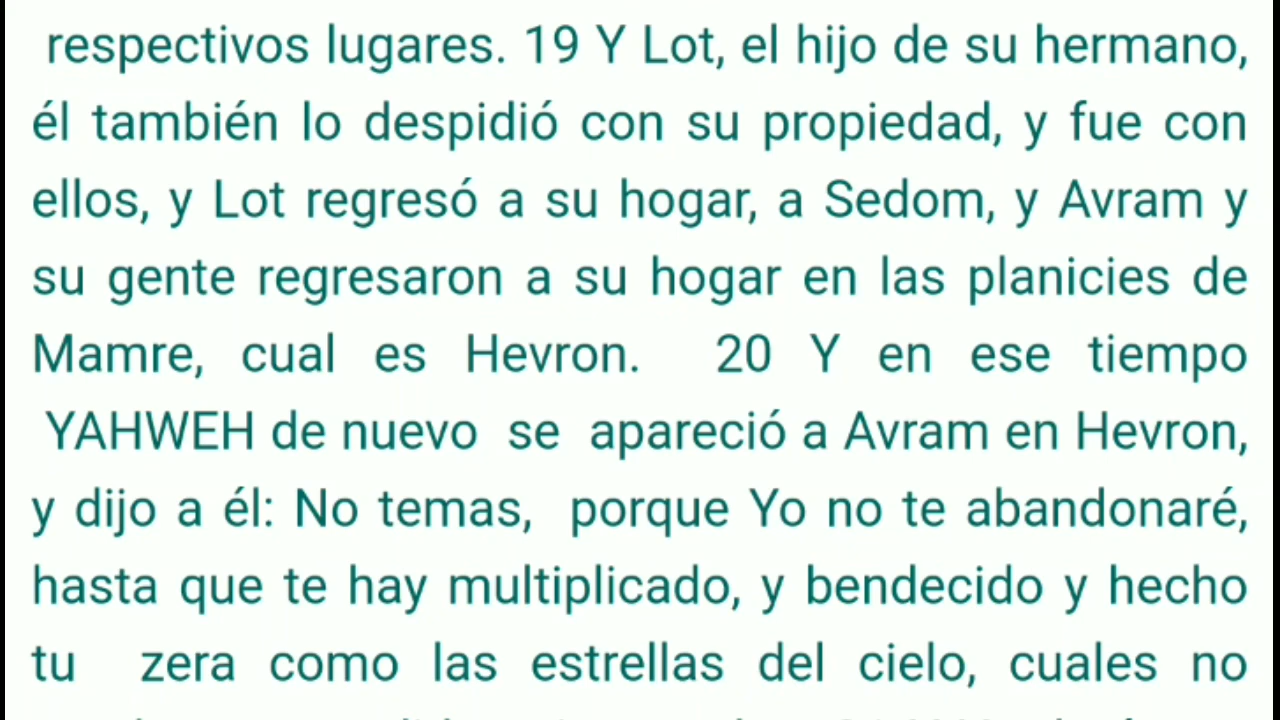 respectivos lugares. 19 Y Lot, el hijo de su hermano,
él también lo despidió con su propiedad, y fue con
ellos, y Lot regresó a su hogar, a Sedom, y Avram y
su gente regresaron a su hogar en las planicies de
Mamre, cual es Hevron. 20 Y en ese tiempo
YAHWEH de nuevo se apareció a Avram en Hevron,
y dijo a él: No temas, porque Yo no te abandonaré,
hasta que te hay multiplicado, y bendecido y hecho
tu zera como las estrellas del cielo, cuales no